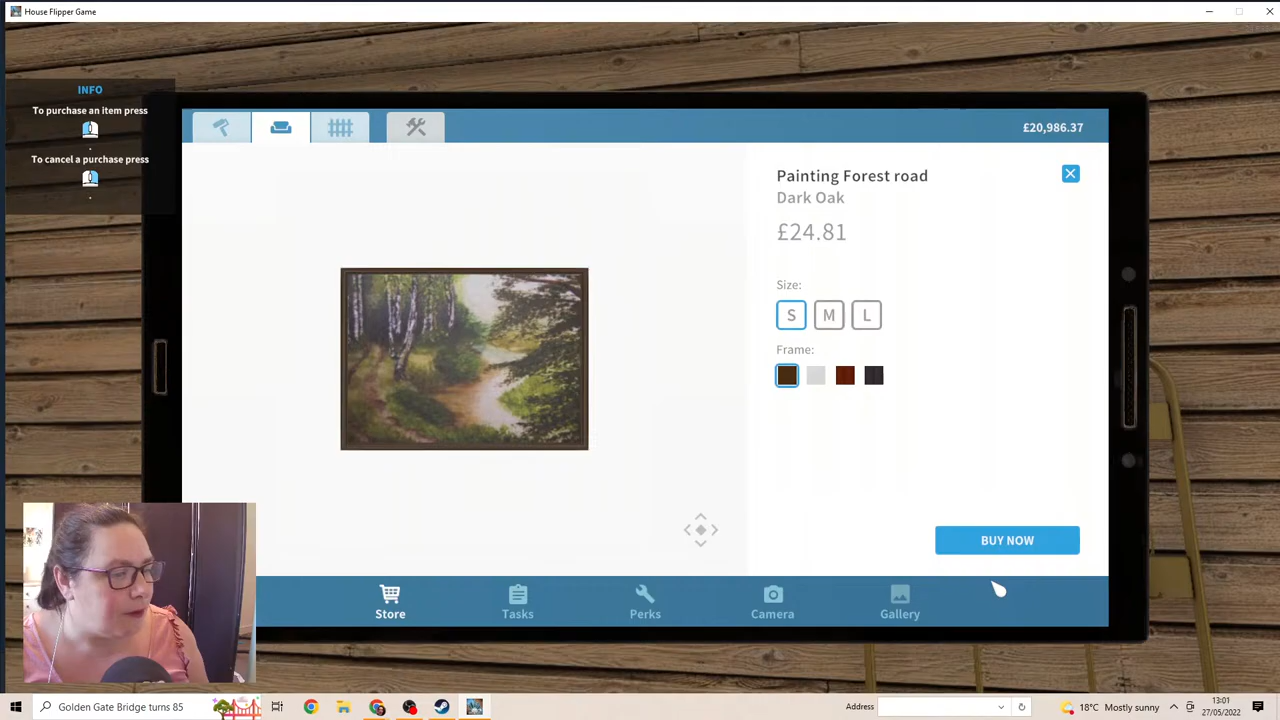 House Flipper Game
INFO
To purchase an item press
To cancel a purchase press
£20,986.37
Painting Forest road
Dark Oak
£24.81
Size:
S M L
Frame:
BUY NOW
Store Tasks Perks Camera Gallery
Golden Gate Bridge turns 85
Address
18°C Mostly sunny
13:01
27/05/2022